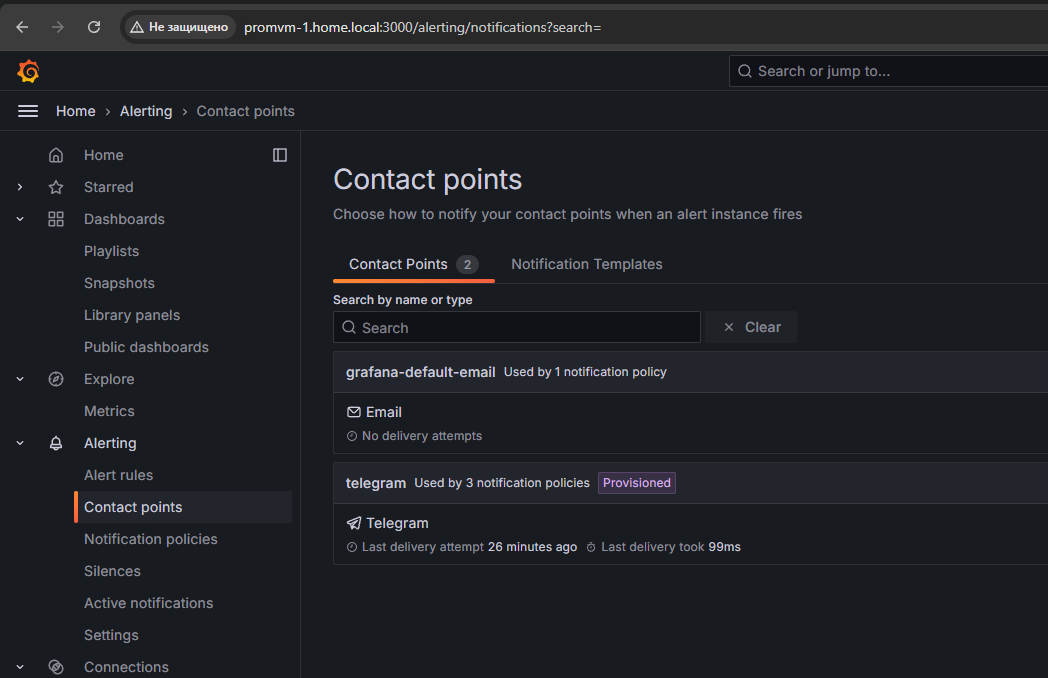 Не защищено promvm-1.home.local:3000/alerting/notifications?search=
Search or jump to...
Home › Alerting › Contact points
Home
Starred
Dashboards
Playlists
Snapshots
Library panels
Public dashboards
Explore
Metrics
Alerting
Alert rules
Contact points
Notification policies
Silences
Active notifications
Settings
Connections
Contact points
Choose how to notify your contact points when an alert instance fires
Contact Points 2 Notification Templates
Search by name or type
Search Clear
grafana-default-email Used by 1 notification policy
Email
No delivery attempts
telegram Used by 3 notification policies Provisioned
Telegram
Last delivery attempt 26 minutes ago Last delivery took 99ms